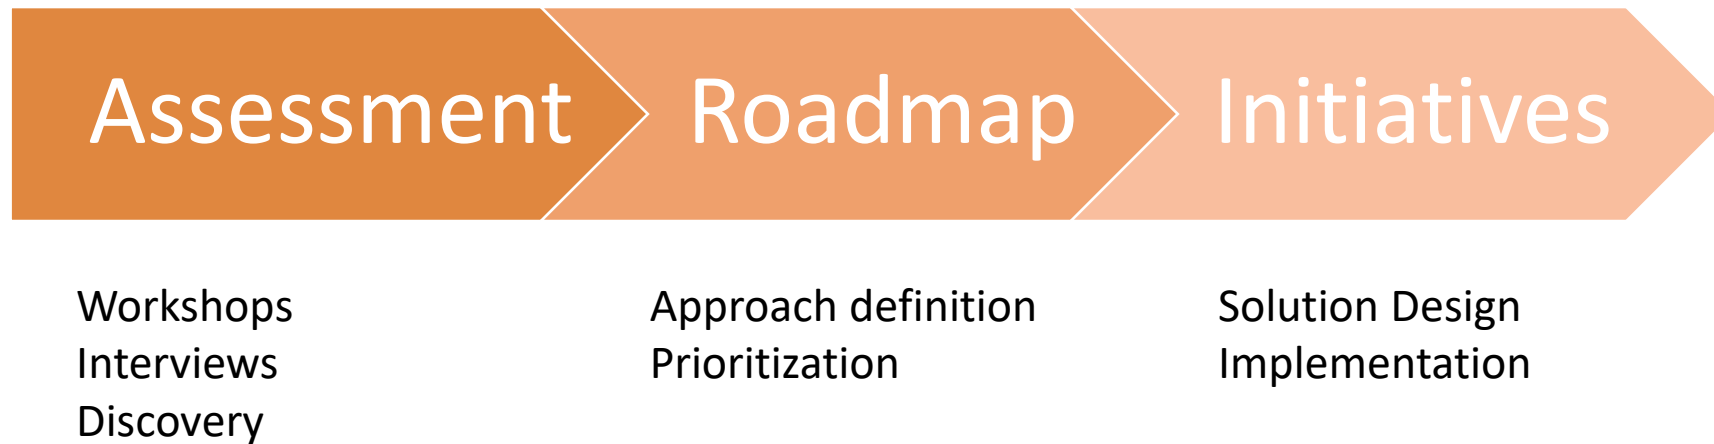 Assessment
Roadmap
Initiatives
Workshops
Interviews
Discovery
Approach definition
Prioritization
Solution Design
Implementation